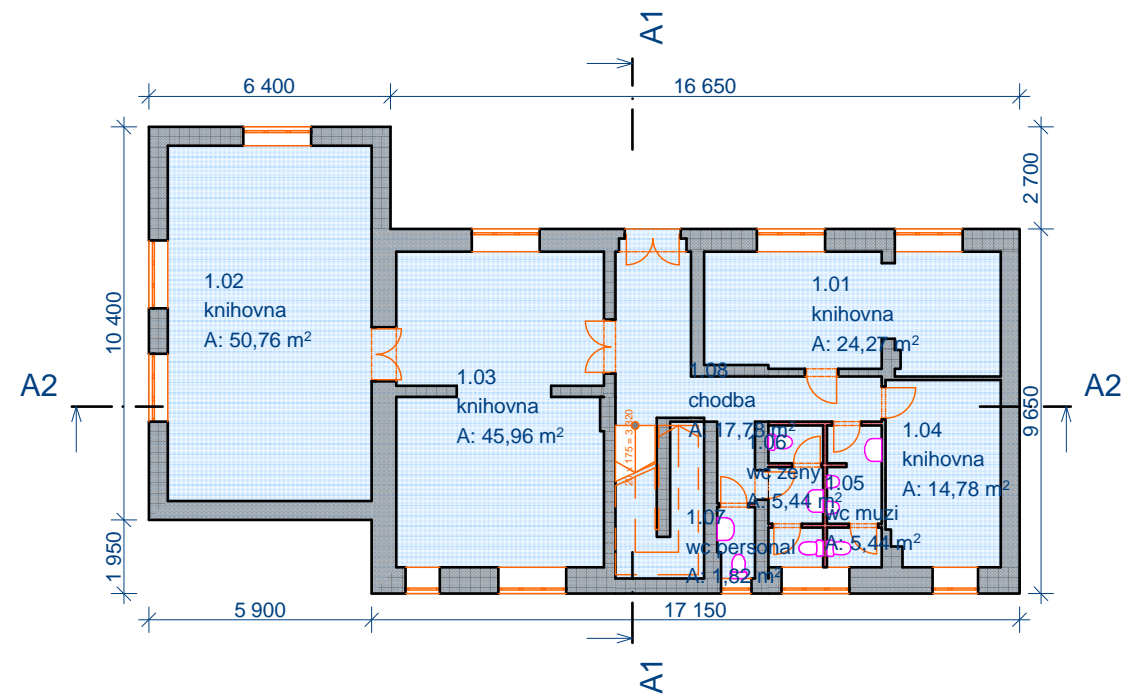 A1
6 400
16 650
2 700
1.02
knihovna
A: 50,76 m²
1.01
knihovna
A: 24,27 m²
10 400
1.03
knihovna
A: 45,96 m²
1.08
chodba
A: 17,78 m²
A2
A2
9 650
1.04
knihovna
A: 14,78 m²
1.06
wc ženy
A: 5,44 m²
1.05
wc muzi
A: 5,44 m²
1.07
wc personal
A: 1,82 m²
1 950
5 900
17 150
A1